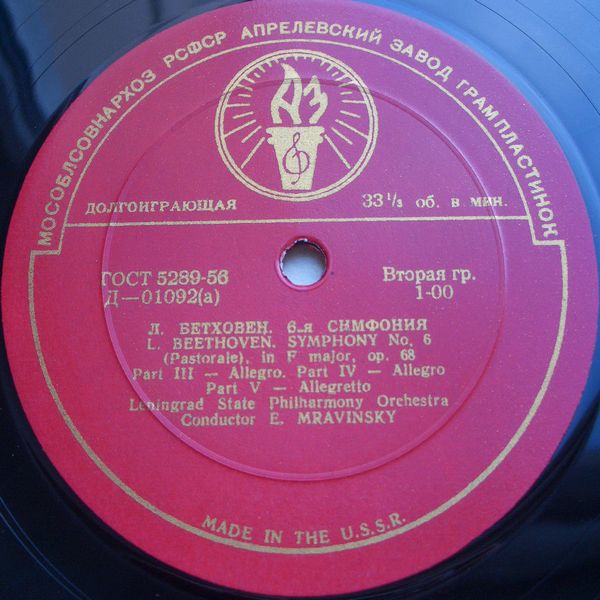 МОСОБЛСОВНАРХОЗ РСФСР АПРЕЛЕВСКИЙ ЗАВОД ГРАМПЛАСТИНОК
АЗ
ДОЛГОИГРАЮЩАЯ
33⅓ об. в мин.
ГОСТ 5289-56
Д—01092(а)
Вторая гр.
1-00
Л. БЕТХОВЕН. 6-я СИМФОНИЯ
L. BEETHOVEN. SYMPHONY No. 6
(Pastorale), in F major, op. 68
Part III — Allegro. Part IV — Allegro
Part V — Allegretto
Leningrad State Philharmony Orchestra
Conductor E. MRAVINSKY
MADE IN THE U.S.S.R.